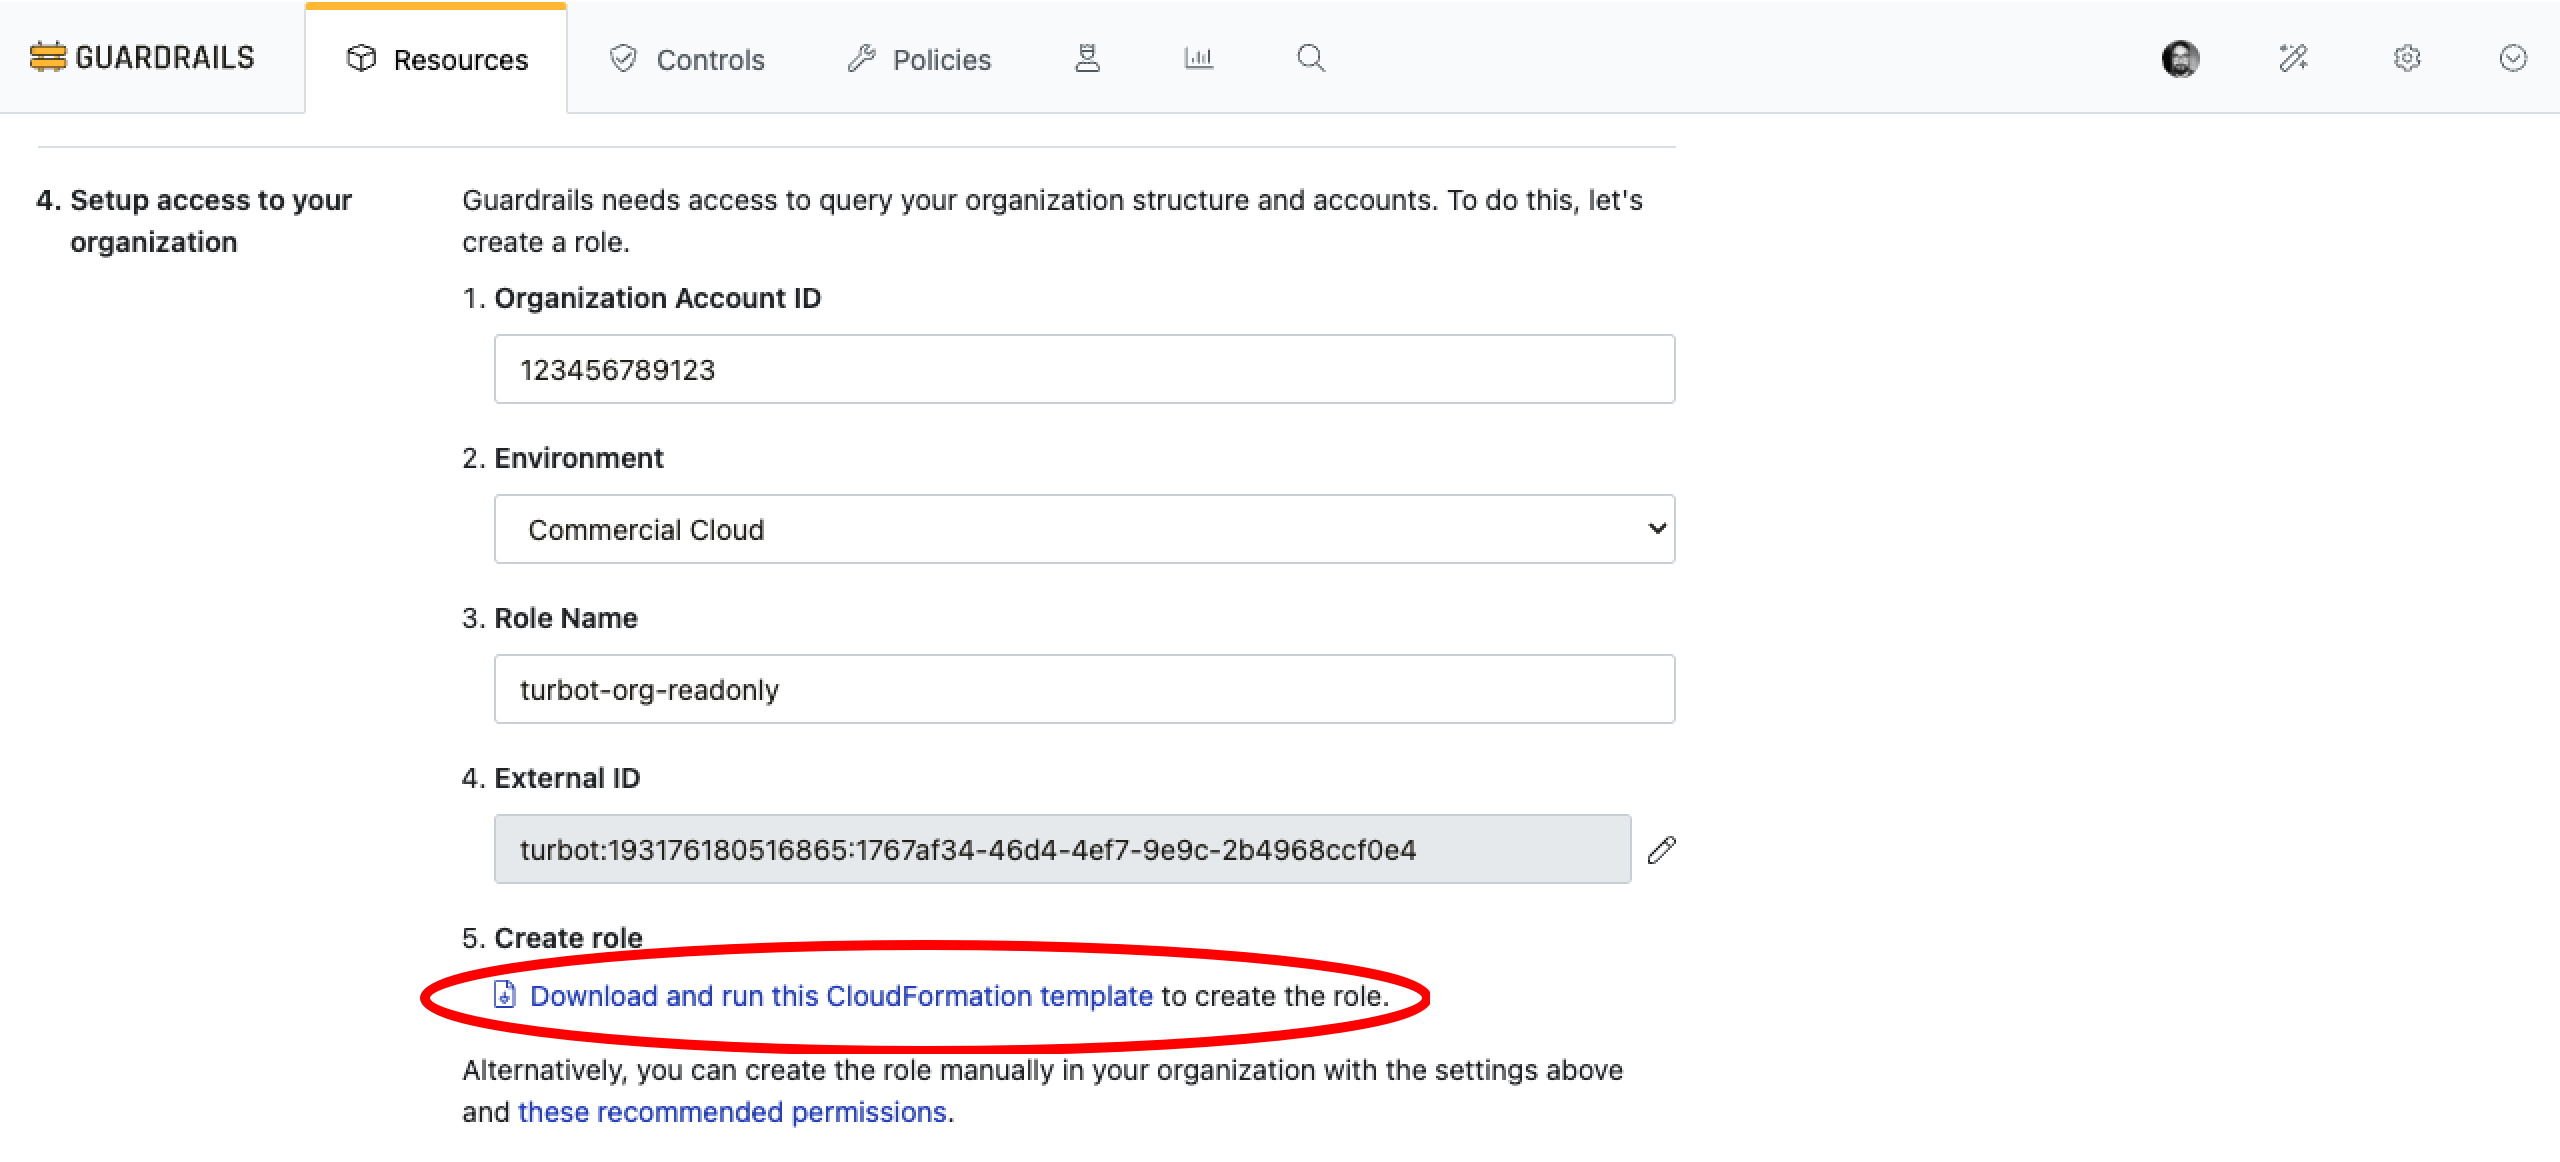 GUARDRAILS Resources Controls Policies
4. Setup access to your
organization
Guardrails needs access to query your organization structure and accounts. To do this, let's
create a role.
1. Organization Account ID
123456789123
2. Environment
Commercial Cloud
3. Role Name
turbot-org-readonly
4. External ID
turbot:193176180516865:1767af34-46d4-4ef7-9e9c-2b4968ccf0e4
5. Create role
Download and run this CloudFormation template to create the role.
Alternatively, you can create the role manually in your organization with the settings above
and these recommended permissions.